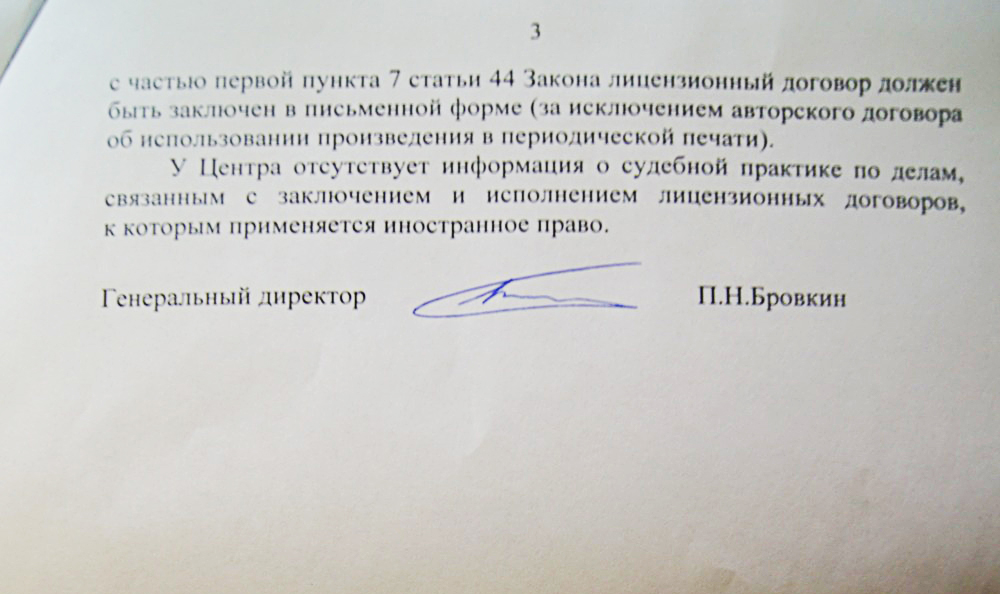 3
с частью первой пункта 7 статьи 44 Закона лицензионный договор должен
быть заключен в письменной форме (за исключением авторского договора
об использовании произведения в периодической печати).
У Центра отсутствует информация о судебной практике по делам,
связанным с заключением и исполнением лицензионных договоров,
к которым применяется иностранное право.
Генеральный директор П.Н.Бровкин